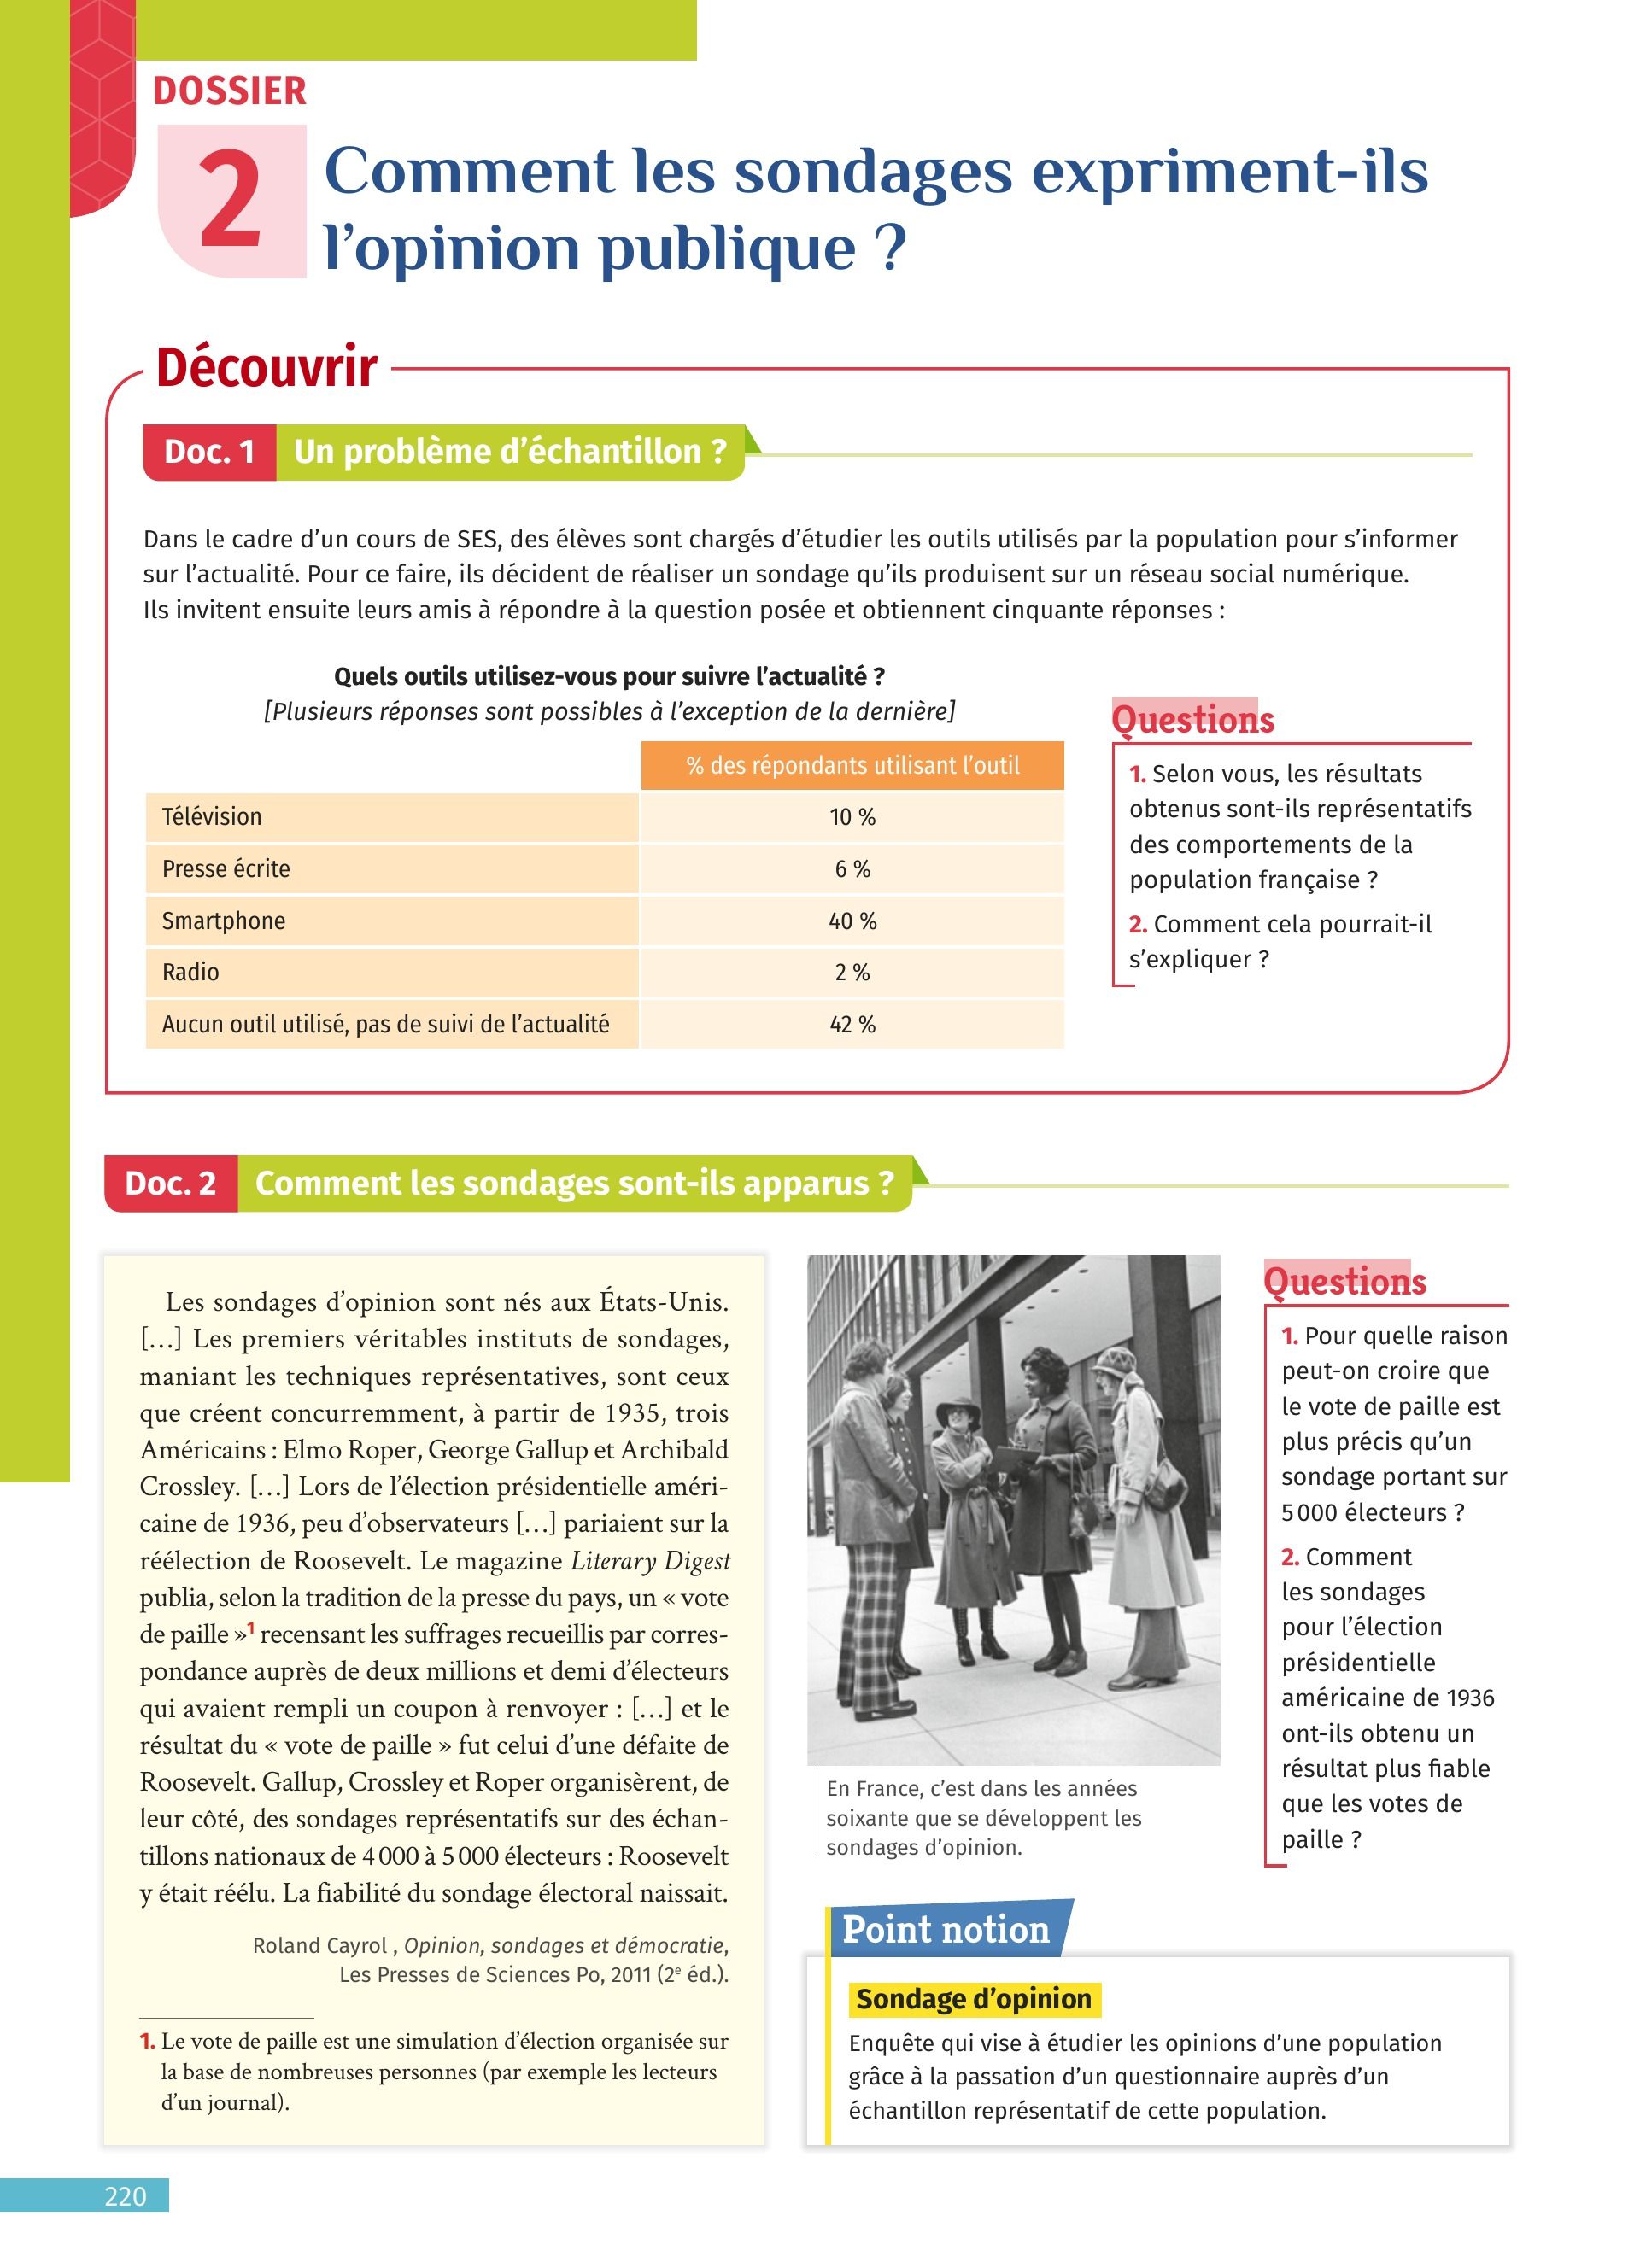 DOSSIER
2
Comment les sondages expriment-ils
l’opinion publique ?
Découvrir
Doc. 1 Un problème d’échantillon ?
Dans le cadre d’un cours de SES, des élèves sont chargés d’étudier les outils utilisés par la population pour s’informer
sur l’actualité. Pour ce faire, ils décident de réaliser un sondage qu’ils produisent sur un réseau social numérique.
Ils invitent ensuite leurs amis à répondre à la question posée et obtiennent cinquante réponses :
Quels outils utilisez-vous pour suivre l’actualité ?
[Plusieurs réponses sont possibles à l’exception de la dernière]
% des répondants utilisant l’outil
Télévision 10 %
Presse écrite 6 %
Smartphone 40 %
Radio 2 %
Aucun outil utilisé, pas de suivi de l’actualité 42 %
Questions
1. Selon vous, les résultats
obtenus sont-ils représentatifs
des comportements de la
population française ?
2. Comment cela pourrait-il
s’expliquer ?
Doc. 2 Comment les sondages sont-ils apparus ?
Les sondages d’opinion sont nés aux États-Unis.
[…] Les premiers véritables instituts de sondages,
maniant les techniques représentatives, sont ceux
que créent concurremment, à partir de 1935, trois
Américains : Elmo Roper, George Gallup et Archibald
Crossley. […] Lors de l’élection présidentielle améri-
caine de 1936, peu d’observateurs […] pariaient sur la
réélection de Roosevelt. Le magazine Literary Digest
publia, selon la tradition de la presse du pays, un « vote
de paille »1 recensant les suffrages recueillis par corres-
pondance auprès de deux millions et demi d’électeurs
qui avaient rempli un coupon à renvoyer : […] et le
résultat du « vote de paille » fut celui d’une défaite de
Roosevelt. Gallup, Crossley et Roper organisèrent, de
leur côté, des sondages représentatifs sur des échan-
tillons nationaux de 4 000 à 5 000 électeurs : Roosevelt
y était réélu. La fiabilité du sondage électoral naissait.
Roland Cayrol , Opinion, sondages et démocratie,
Les Presses de Sciences Po, 2011 (2e éd.).
1. Le vote de paille est une simulation d’élection organisée sur
la base de nombreuses personnes (par exemple les lecteurs
d’un journal).
En France, c’est dans les années
soixante que se développent les
sondages d’opinion.
Questions
1. Pour quelle raison
peut-on croire que
le vote de paille est
plus précis qu’un
sondage portant sur
5 000 électeurs ?
2. Comment
les sondages
pour l’élection
présidentielle
américaine de 1936
ont-ils obtenu un
résultat plus fiable
que les votes de
paille ?
Point notion
Sondage d’opinion
Enquête qui vise à étudier les opinions d’une population
grâce à la passation d’un questionnaire auprès d’un
échantillon représentatif de cette population.
220